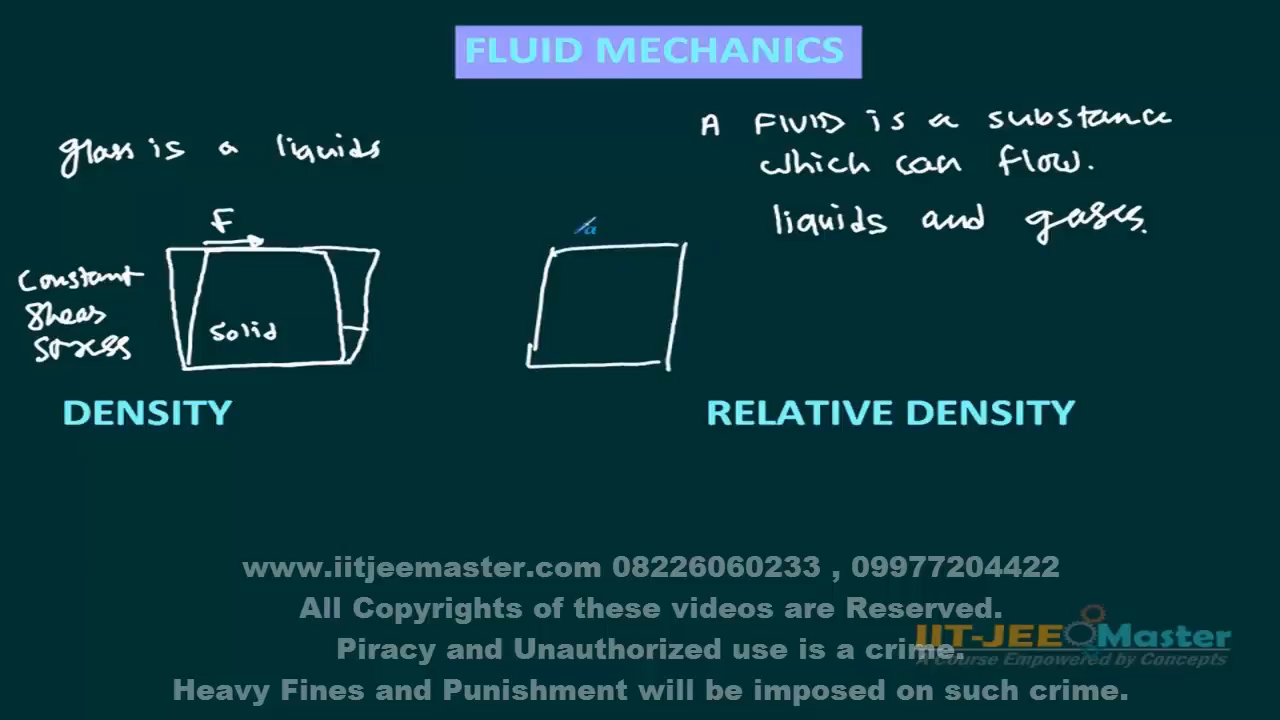 FLUID MECHANICS
glass is a liquids
A FLUID is a substance
which can flow.
liquids and gases.
F
Constant
Shear
stress
Solid
DENSITY
RELATIVE DENSITY
www.iitjeemaster.com 08226060233 , 09977204422
All Copyrights of these videos are Reserved.
Piracy and Unauthorized use is a crime.
Heavy Fines and Punishment will be imposed on such crime.
IIT-JEE Master
A Course Empowered by Concepts